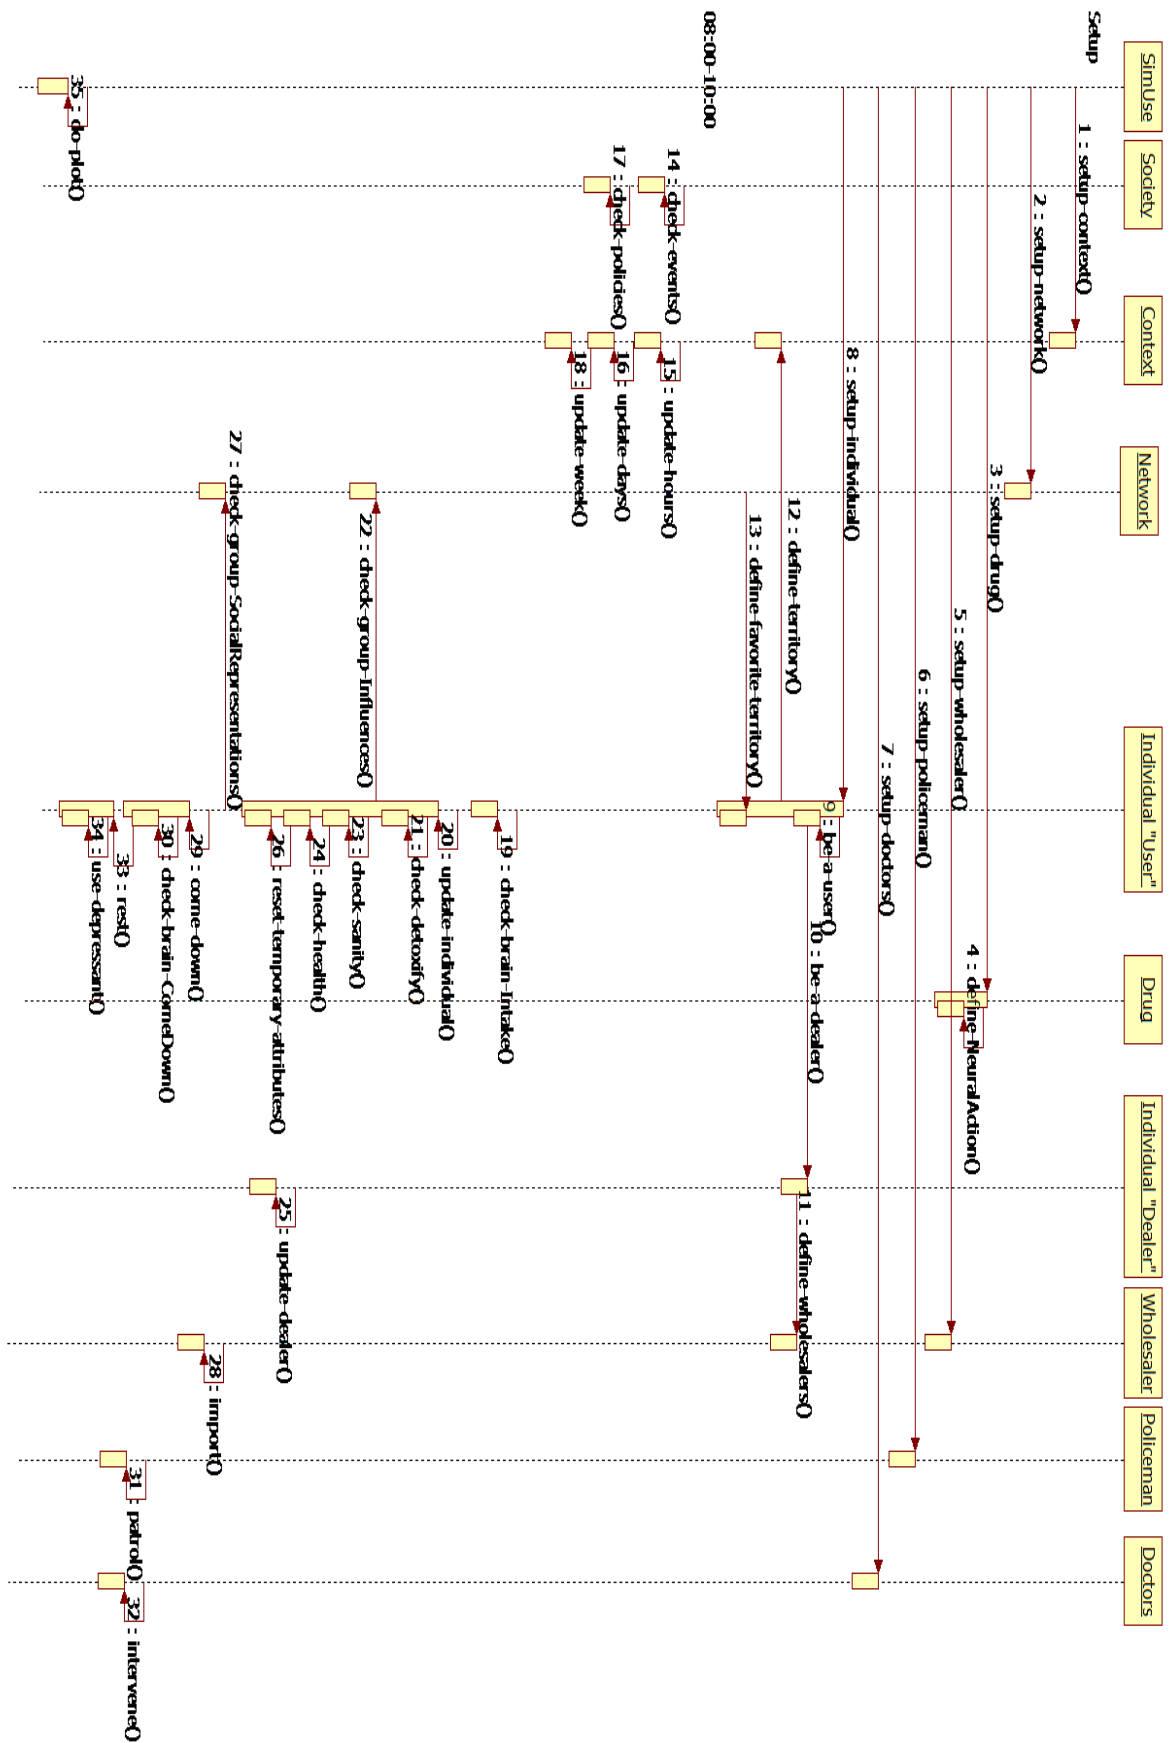 SimUse
Society
Context
Network
Individual "User"
Drug
Individual "Dealer"
Wholesaler
Policeman
Doctors
Setup
1 : setup-context()
2 : setup-network()
3 : setup-drug()
4 : define-NeuralAction()
5 : setup-wholesaler()
6 : setup-policeman()
7 : setup-doctors()
8 : setup-individual()
9 : be-a-user()
10 : be-a-dealer()
11 : define-wholesalers()
12 : define-territory()
13 : define-favorite-territory()
08:00-10:00
14 : check-events()
15 : update-hours()
16 : update-days()
17 : check-policies()
18 : update-week()
19 : check-brain-Intake()
20 : update-individual()
21 : check-detoxify()
22 : check-group-Influences()
23 : check-sanity()
24 : check-health()
25 : update-dealer()
26 : reset-temporary-attributes()
27 : check-group-SocialRepresentations()
28 : import()
29 : come-down()
30 : check-brain-ComeDown()
31 : patrol()
32 : intervene()
33 : rest()
34 : use-depressant()
35 : do-plot()